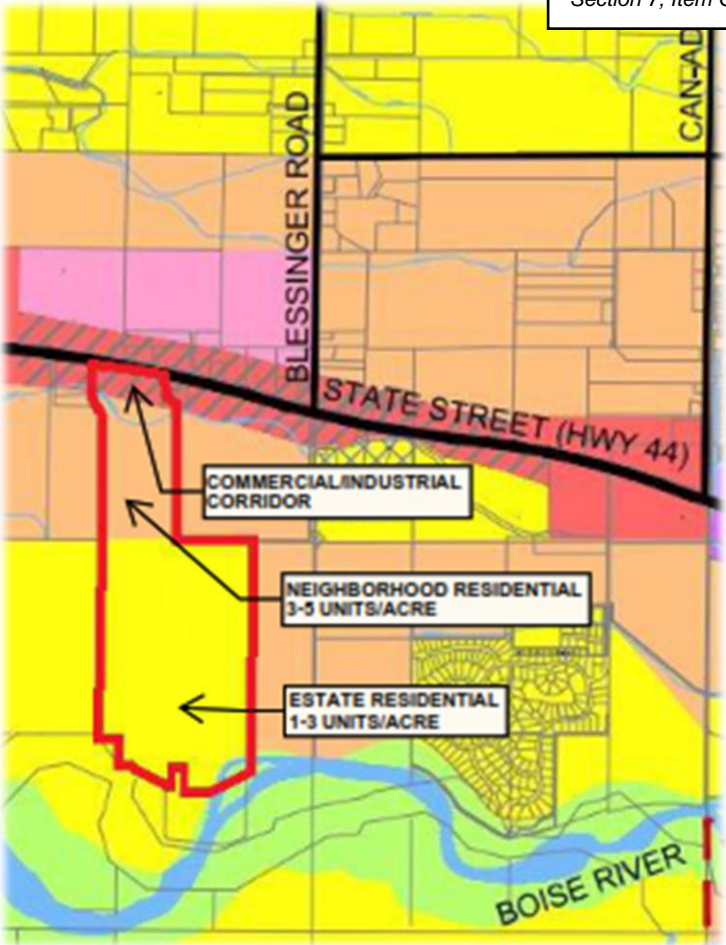 Section 7, Item
CAN-AD
BLESSINGER ROAD
STATE STREET (HWY 44)
COMMERCIAL/INDUSTRIAL
CORRIDOR
NEIGHBORHOOD RESIDENTIAL
3-5 UNITS/ACRE
ESTATE RESIDENTIAL
1-3 UNITS/ACRE
BOISE RIVER